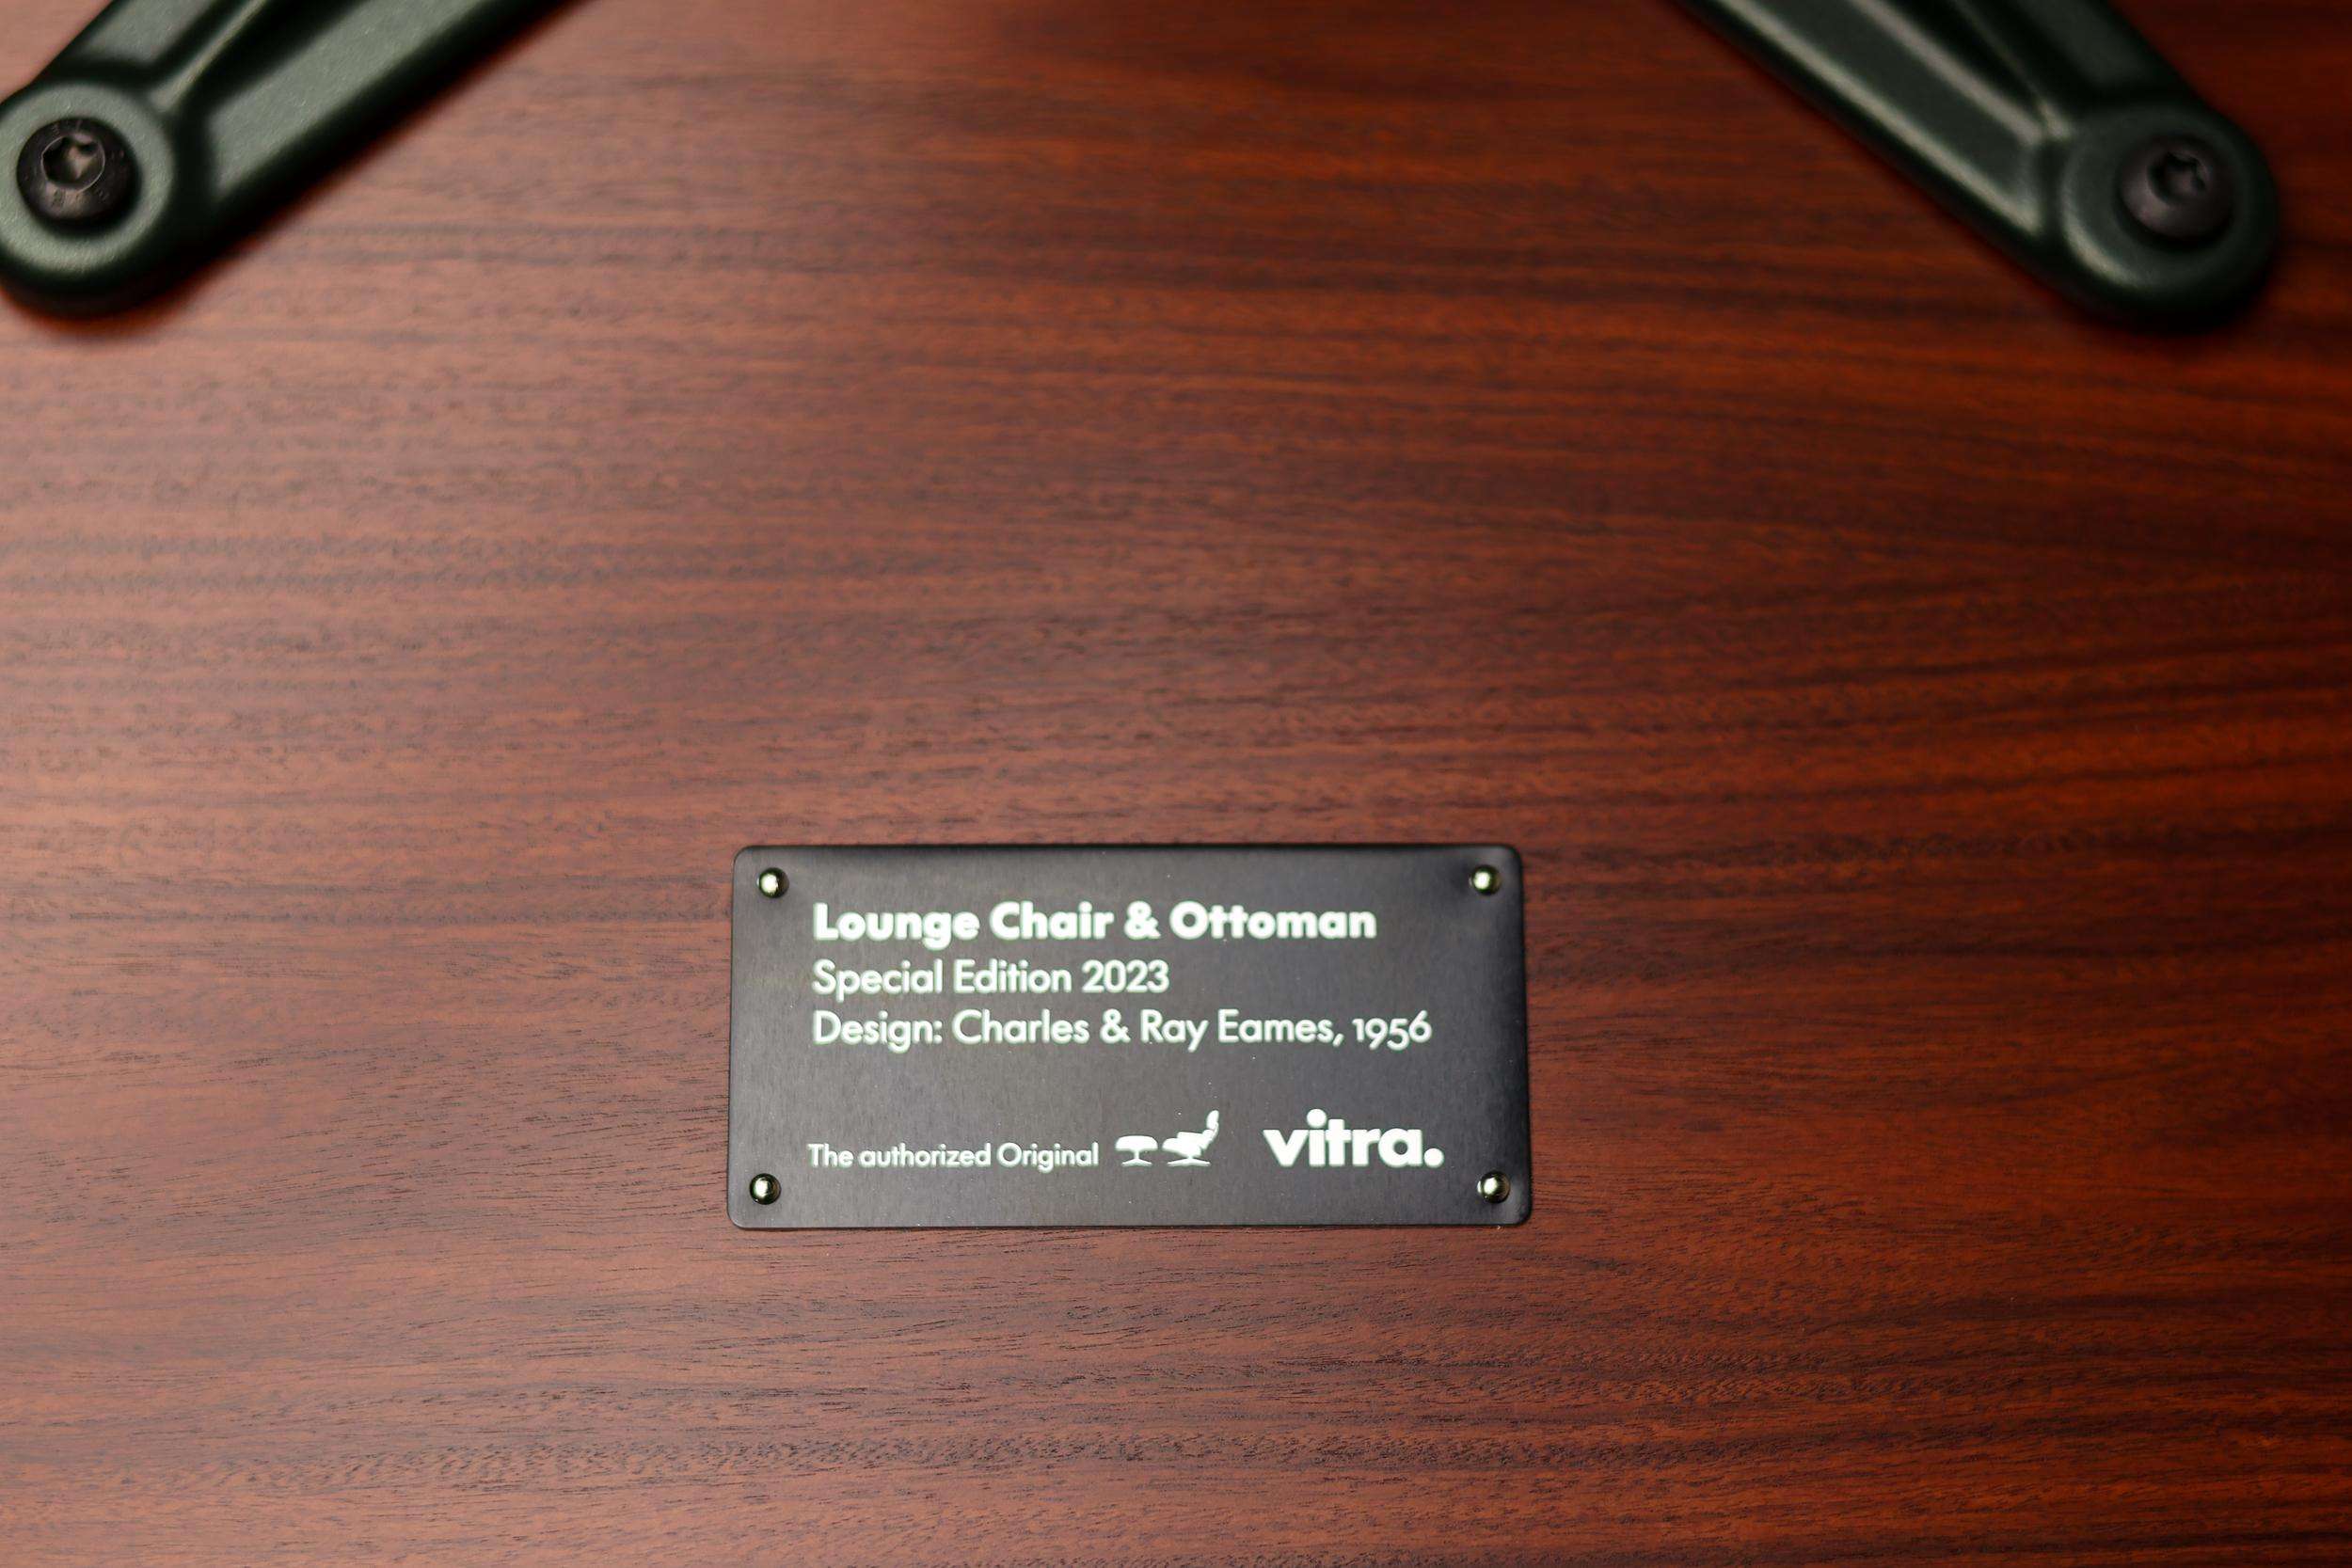 Lounge Chair & Ottoman
Special Edition 2023
Design: Charles & Ray Eames, 1956
The authorized Original vitra.